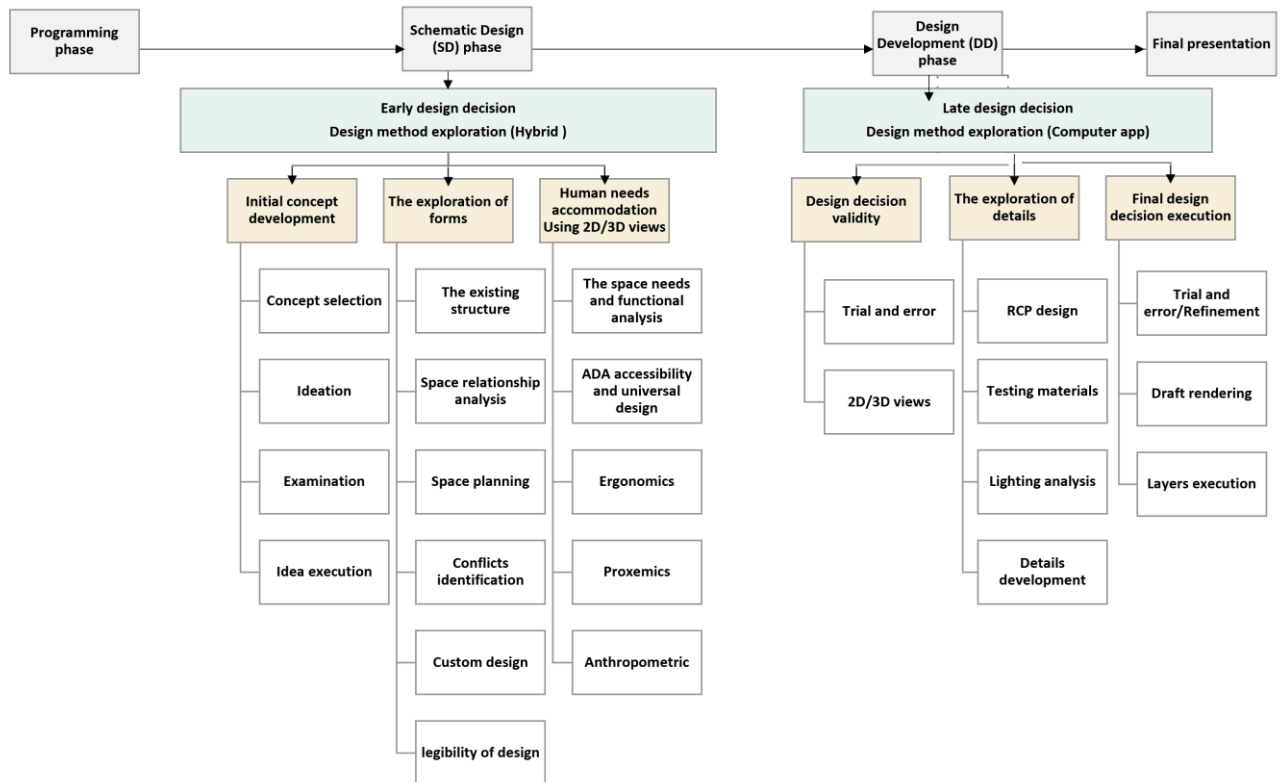 Programming
phase
Schematic Design
(SD) phase
Design
Development (DD)
phase
Final presentation
Early design decision
Design method exploration (Hybrid )
Late design decision
Design method exploration (Computer app)
Initial concept
development
The exploration of
forms
Human needs
accommodation
Using 2D/3D views
Design decision
validity
The exploration of
details
Final design
decision execution
Concept selection
Ideation
Examination
Idea execution
The existing
structure
Space relationship
analysis
Space planning
Conflicts
identification
Custom design
legibility of design
The space needs
and functional
analysis
ADA accessibility
and universal
design
Ergonomics
Proxemics
Anthropometric
Trial and error
2D/3D views
RCP design
Testing materials
Lighting analysis
Details
development
Trial and
error/Refinement
Draft rendering
Layers execution